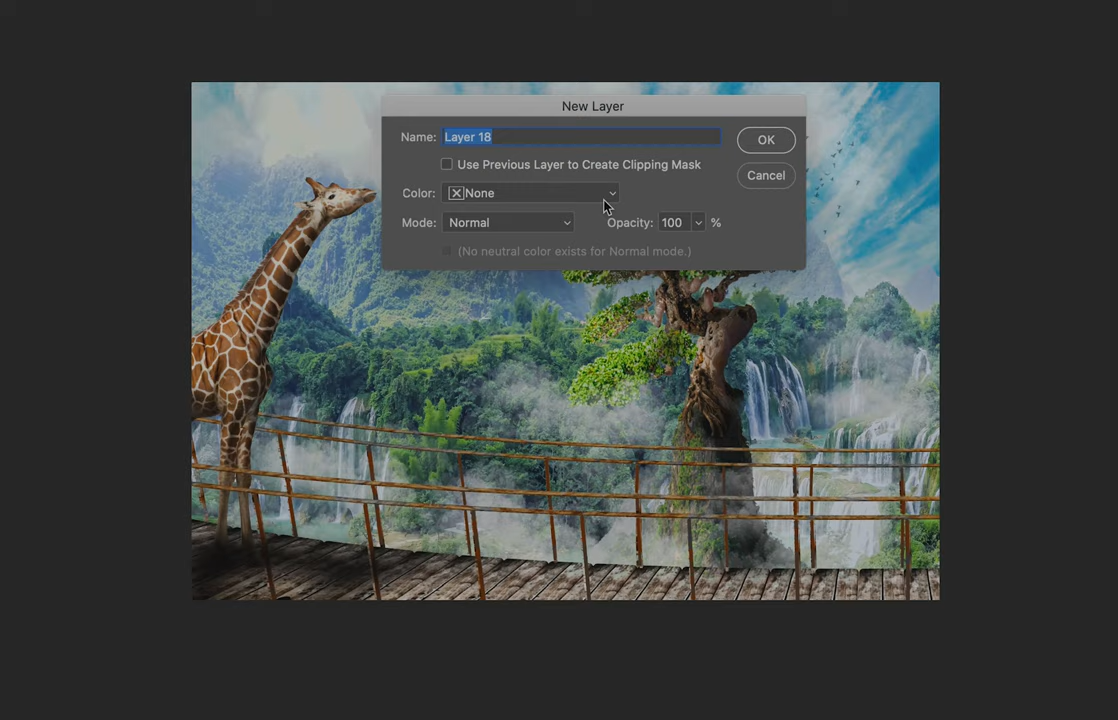 New Layer
Name: Layer 18
OK
Use Previous Layer to Create Clipping Mask
Cancel
Color: None
Mode: Normal Opacity: 100 %
(No neutral color exists for Normal mode.)